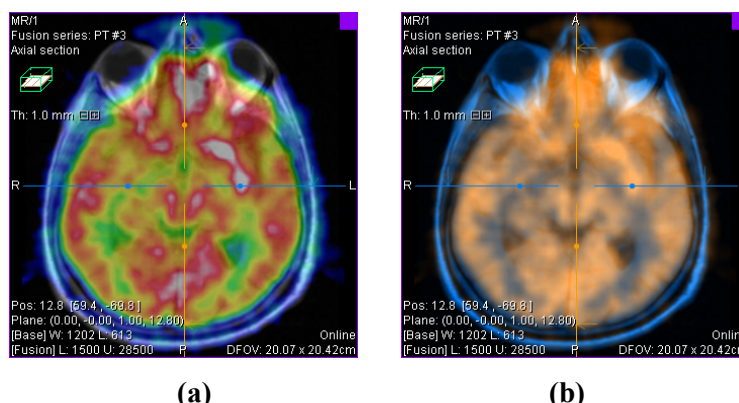 MR/1
Fusion series: PT #3
Axial section
A
Th: 1.0 mm
R
L
Pos: 12.8 [59.4 , -69.8]
Plane: (0.00, -0.00, 1.00, 12.80)
[Base] W: 1202 L: 613
Online
[Fusion] L: 1500 U: 28500
P
DFOV: 20.07 x 20.42cm
(a)
MR/1
Fusion series: PT #3
Axial section
A
Th: 1.0 mm
R
L
Pos: 12.8 [59.4 , -69.8]
Plane: (0.00, -0.00, 1.00, 12.80)
[Base] W: 1202 L: 613
Onlin
[Fusion] L: 1500 U: 28500
P
DFOV: 20.07 x 20.42c
(b)